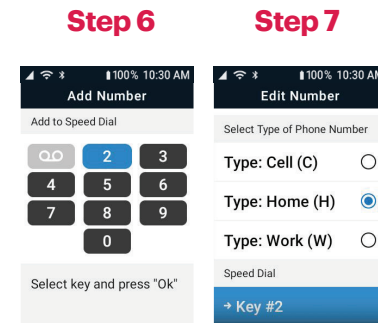 Step 6
100% 10:30 AM
Add Number
Add to Speed Dial
2 3
4 5 6
7 8 9
0
Select key and press "Ok"
Step 7
100% 10:30 AM
Edit Number
Select Type of Phone Number
Type: Cell (C)
Type: Home (H)
Type: Work (W)
Speed Dial
→ Key #2